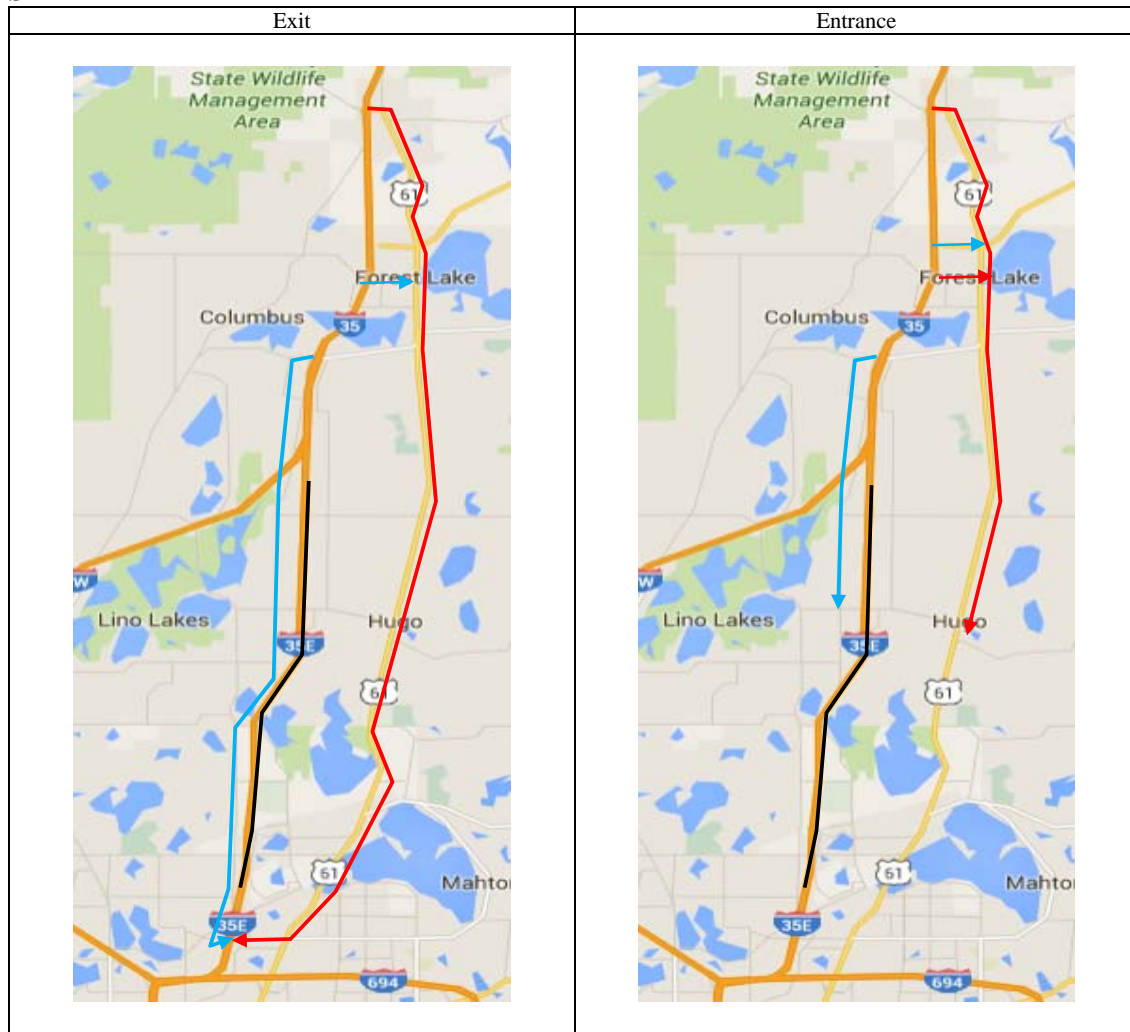 Exit
Entrance
State Wildlife
Management
Area
61
Forest Lake
Columbus
35
W
Lino Lakes
Hugo
35E
61
61
Mahto
35E
694
State Wildlife
Management
Area
61
Forest Lake
Columbus
35
W
Lino Lakes
Hugo
35E
61
61
Mahto
35E
694